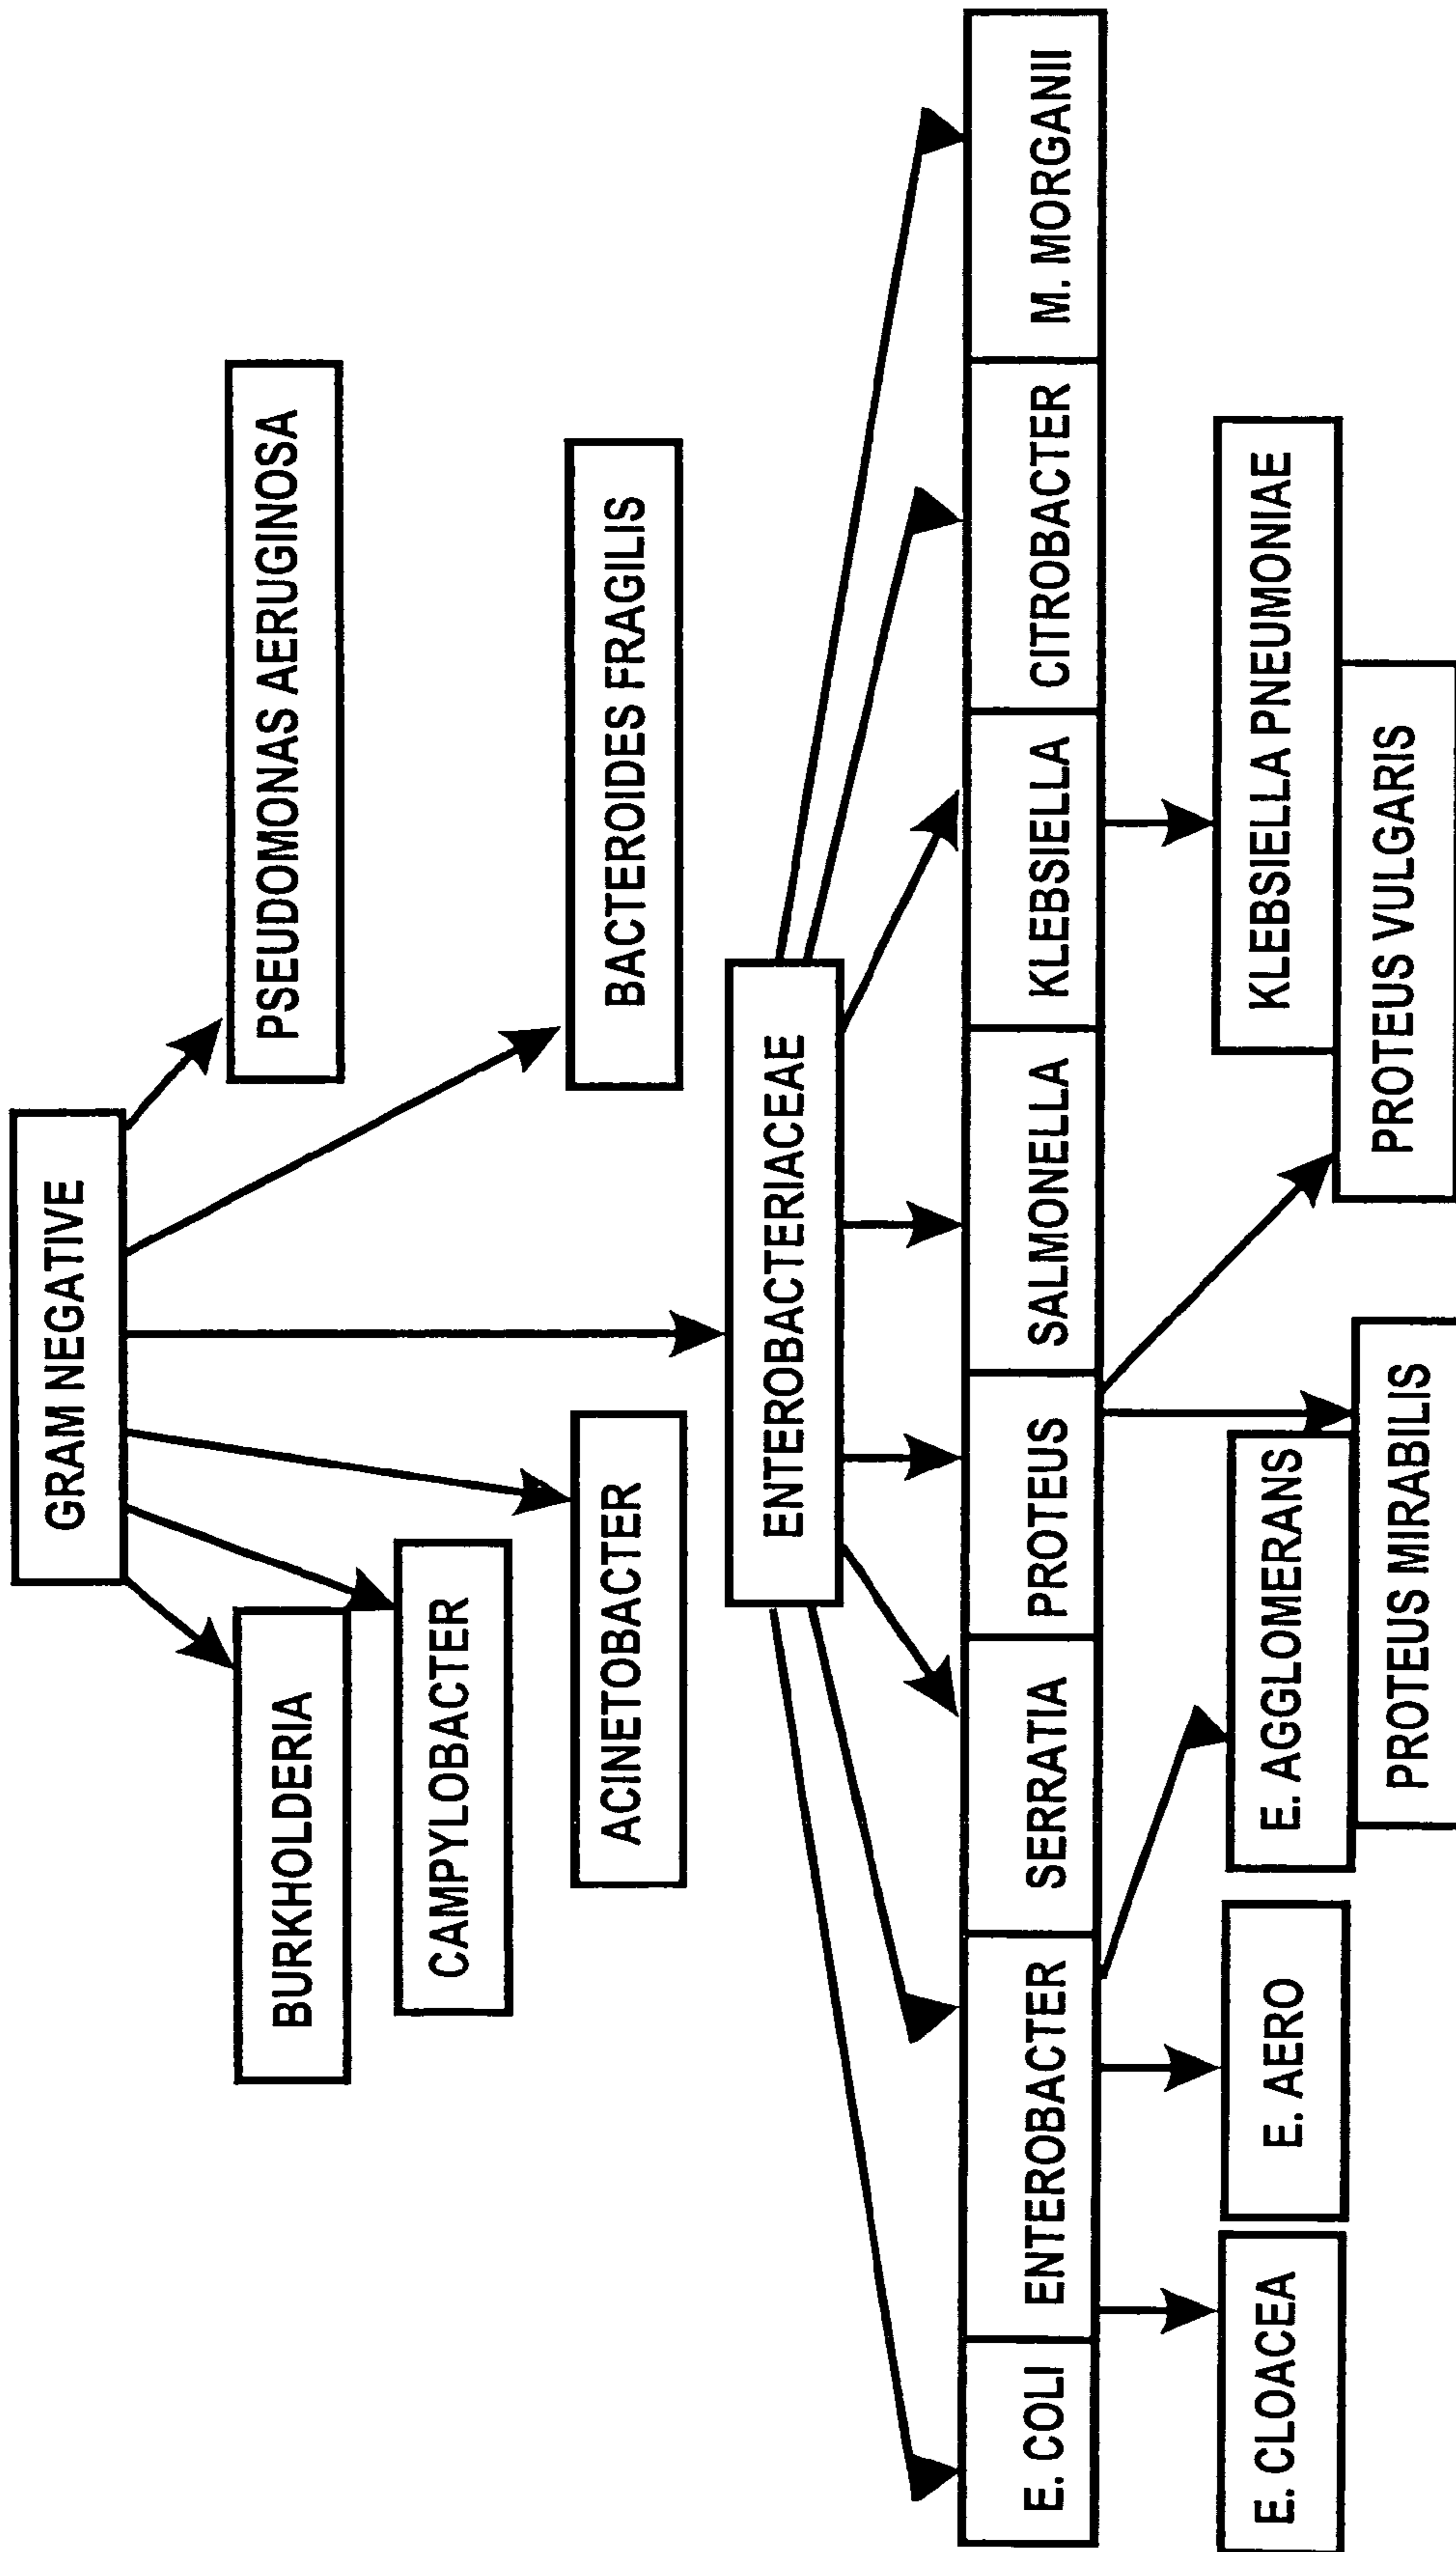 GRAM NEGATIVE
BURKHOLDERIA
PSEUDOMONAS AERUGINOSA
CAMPYLOBACTER
ACINETOBACTER
BACTEROIDES FRAGILIS
ENTEROBACTERIACEAE
E. COLI
ENTEROBACTER
SERRATIA
PROTEUS
SALMONELLA
KLEBSIELLA
CITROBACTER
M. MORGANII
E. CLOACEA
E. AERO
E. AGGLOMERANS
KLEBSIELLA PNEUMONIAE
PROTEUS MIRABILIS
PROTEUS VULGARIS